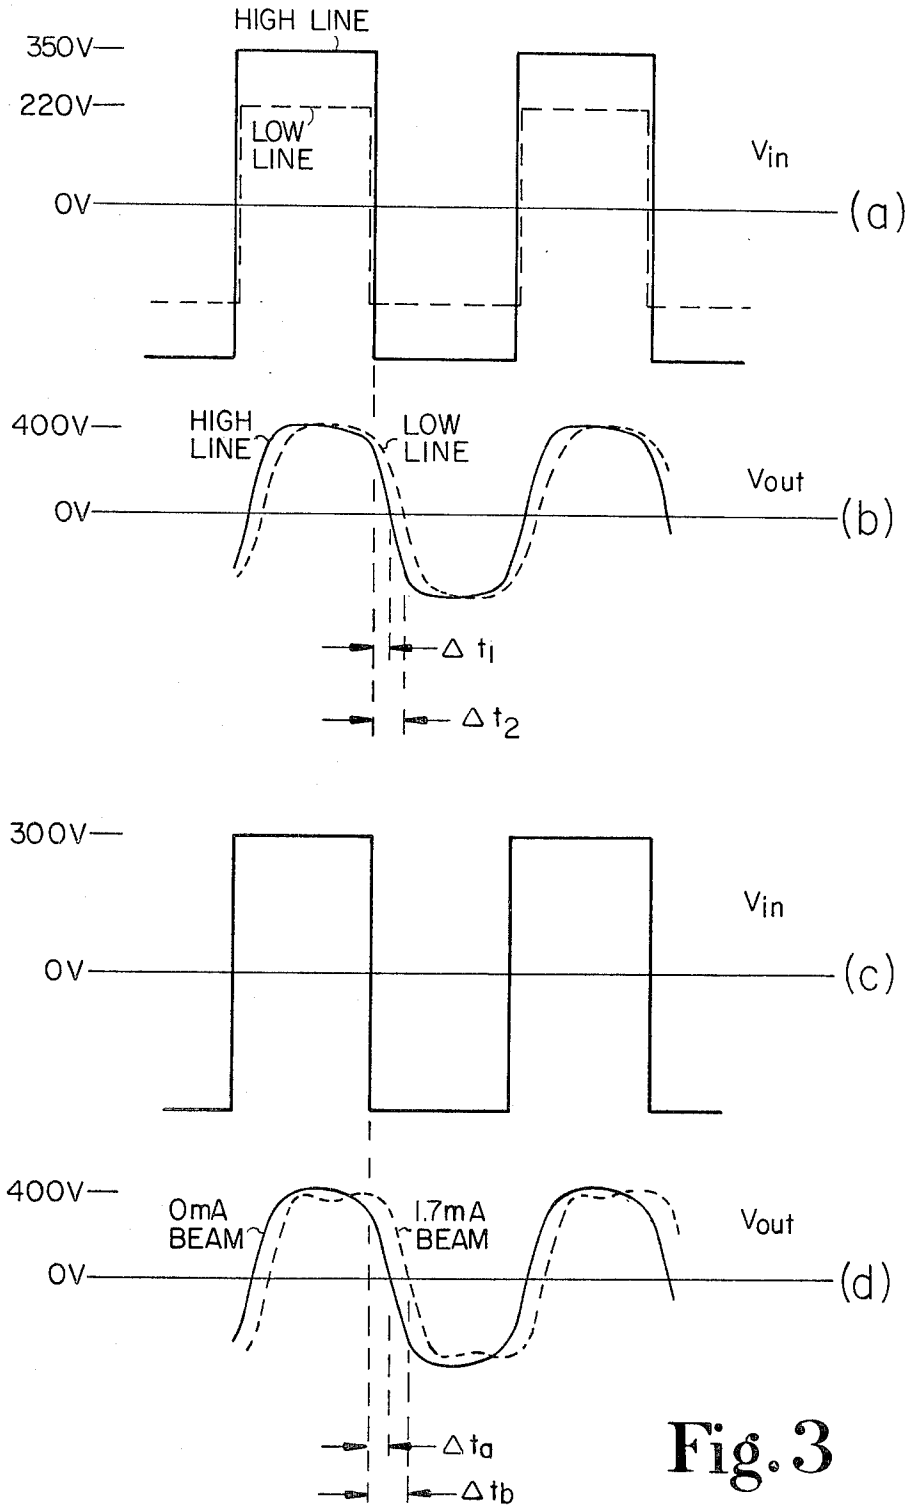 HIGH LINE
350V
220V
LOW
LINE
Vin
0V
(a)
400V
HIGH
LINE
LOW
LINE
Vout
0V
(b)
Δ t1
Δ t2
300V
Vin
0V
(c)
400V
0mA
BEAM
1.7mA
BEAM
Vout
0V
(d)
Δ ta
Δ tb
Fig. 3